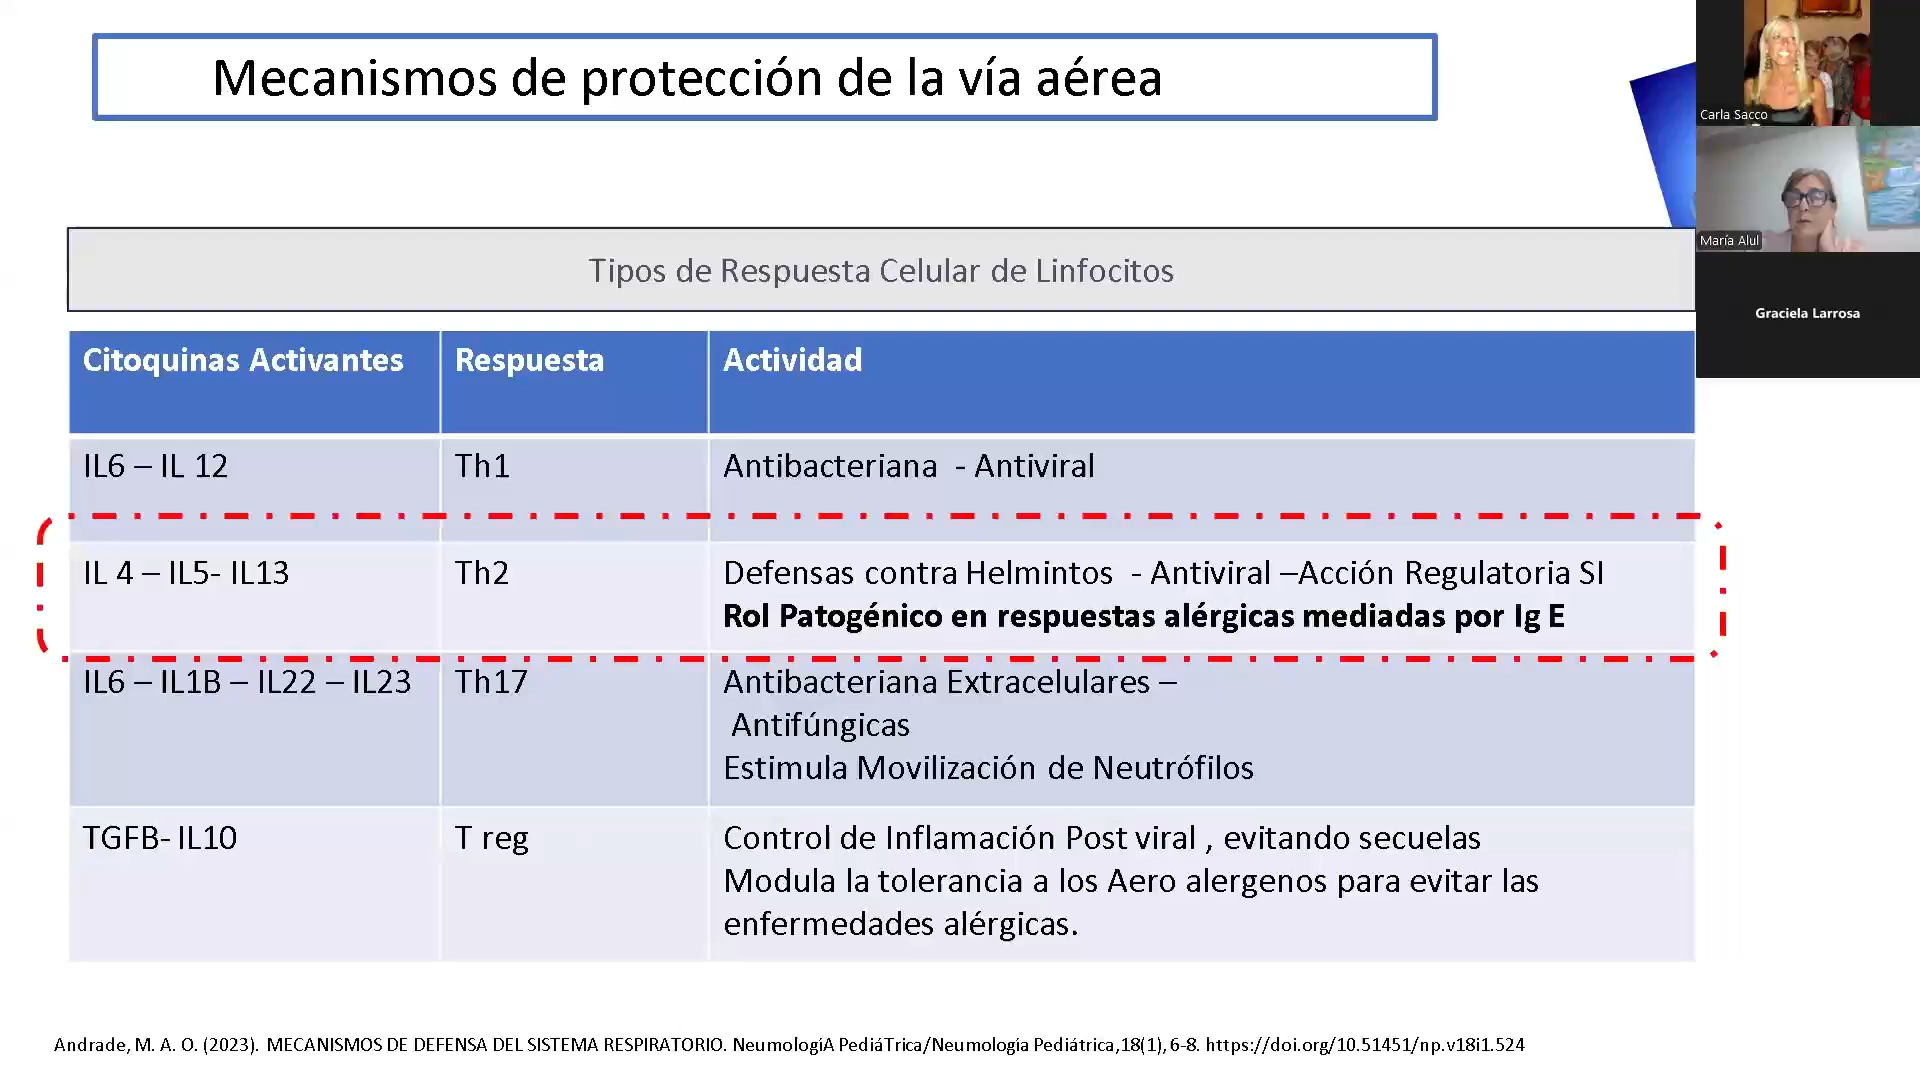 Mecanismos de protección de la vía aérea
Carla Sacco
María Alul
Graciela Larrosa
Tipos de Respuesta Celular de Linfocitos
Citoquinas Activantes Respuesta Actividad
IL6 – IL 12 Th1 Antibacteriana - Antiviral
IL 4 – IL5- IL13 Th2 Defensas contra Helmintos - Antiviral –Acción Regulatoria SI
Rol Patogénico en respuestas alérgicas mediadas por Ig E
IL6 – IL1B – IL22 – IL23 Th17 Antibacteriana Extracelulares –
Antifúngicas
Estimula Movilización de Neutrófilos
TGFB- IL10 T reg Control de Inflamación Post viral , evitando secuelas
Modula la tolerancia a los Aero alergenos para evitar las
enfermedades alérgicas.
Andrade, M. A. O. (2023). MECANISMOS DE DEFENSA DEL SISTEMA RESPIRATORIO. NeumologíA PediáTrica/Neumología Pediátrica,18(1), 6-8. https://doi.org/10.51451/np.v18i1.524